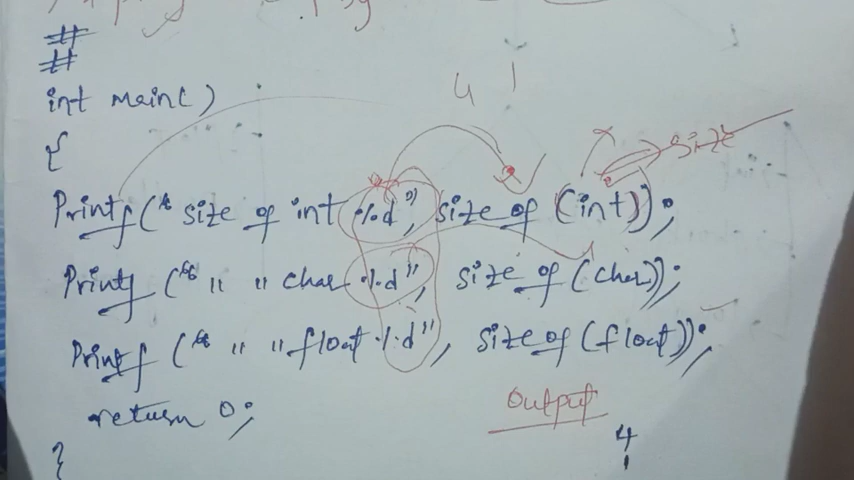 #
#
int main()
4 1
{
size
Printf(" size of int %d", size of (int));
Printf (" " " char %d", size of (char));
Printf (" " " float %d", size of (float));
return 0;
Output
4
{